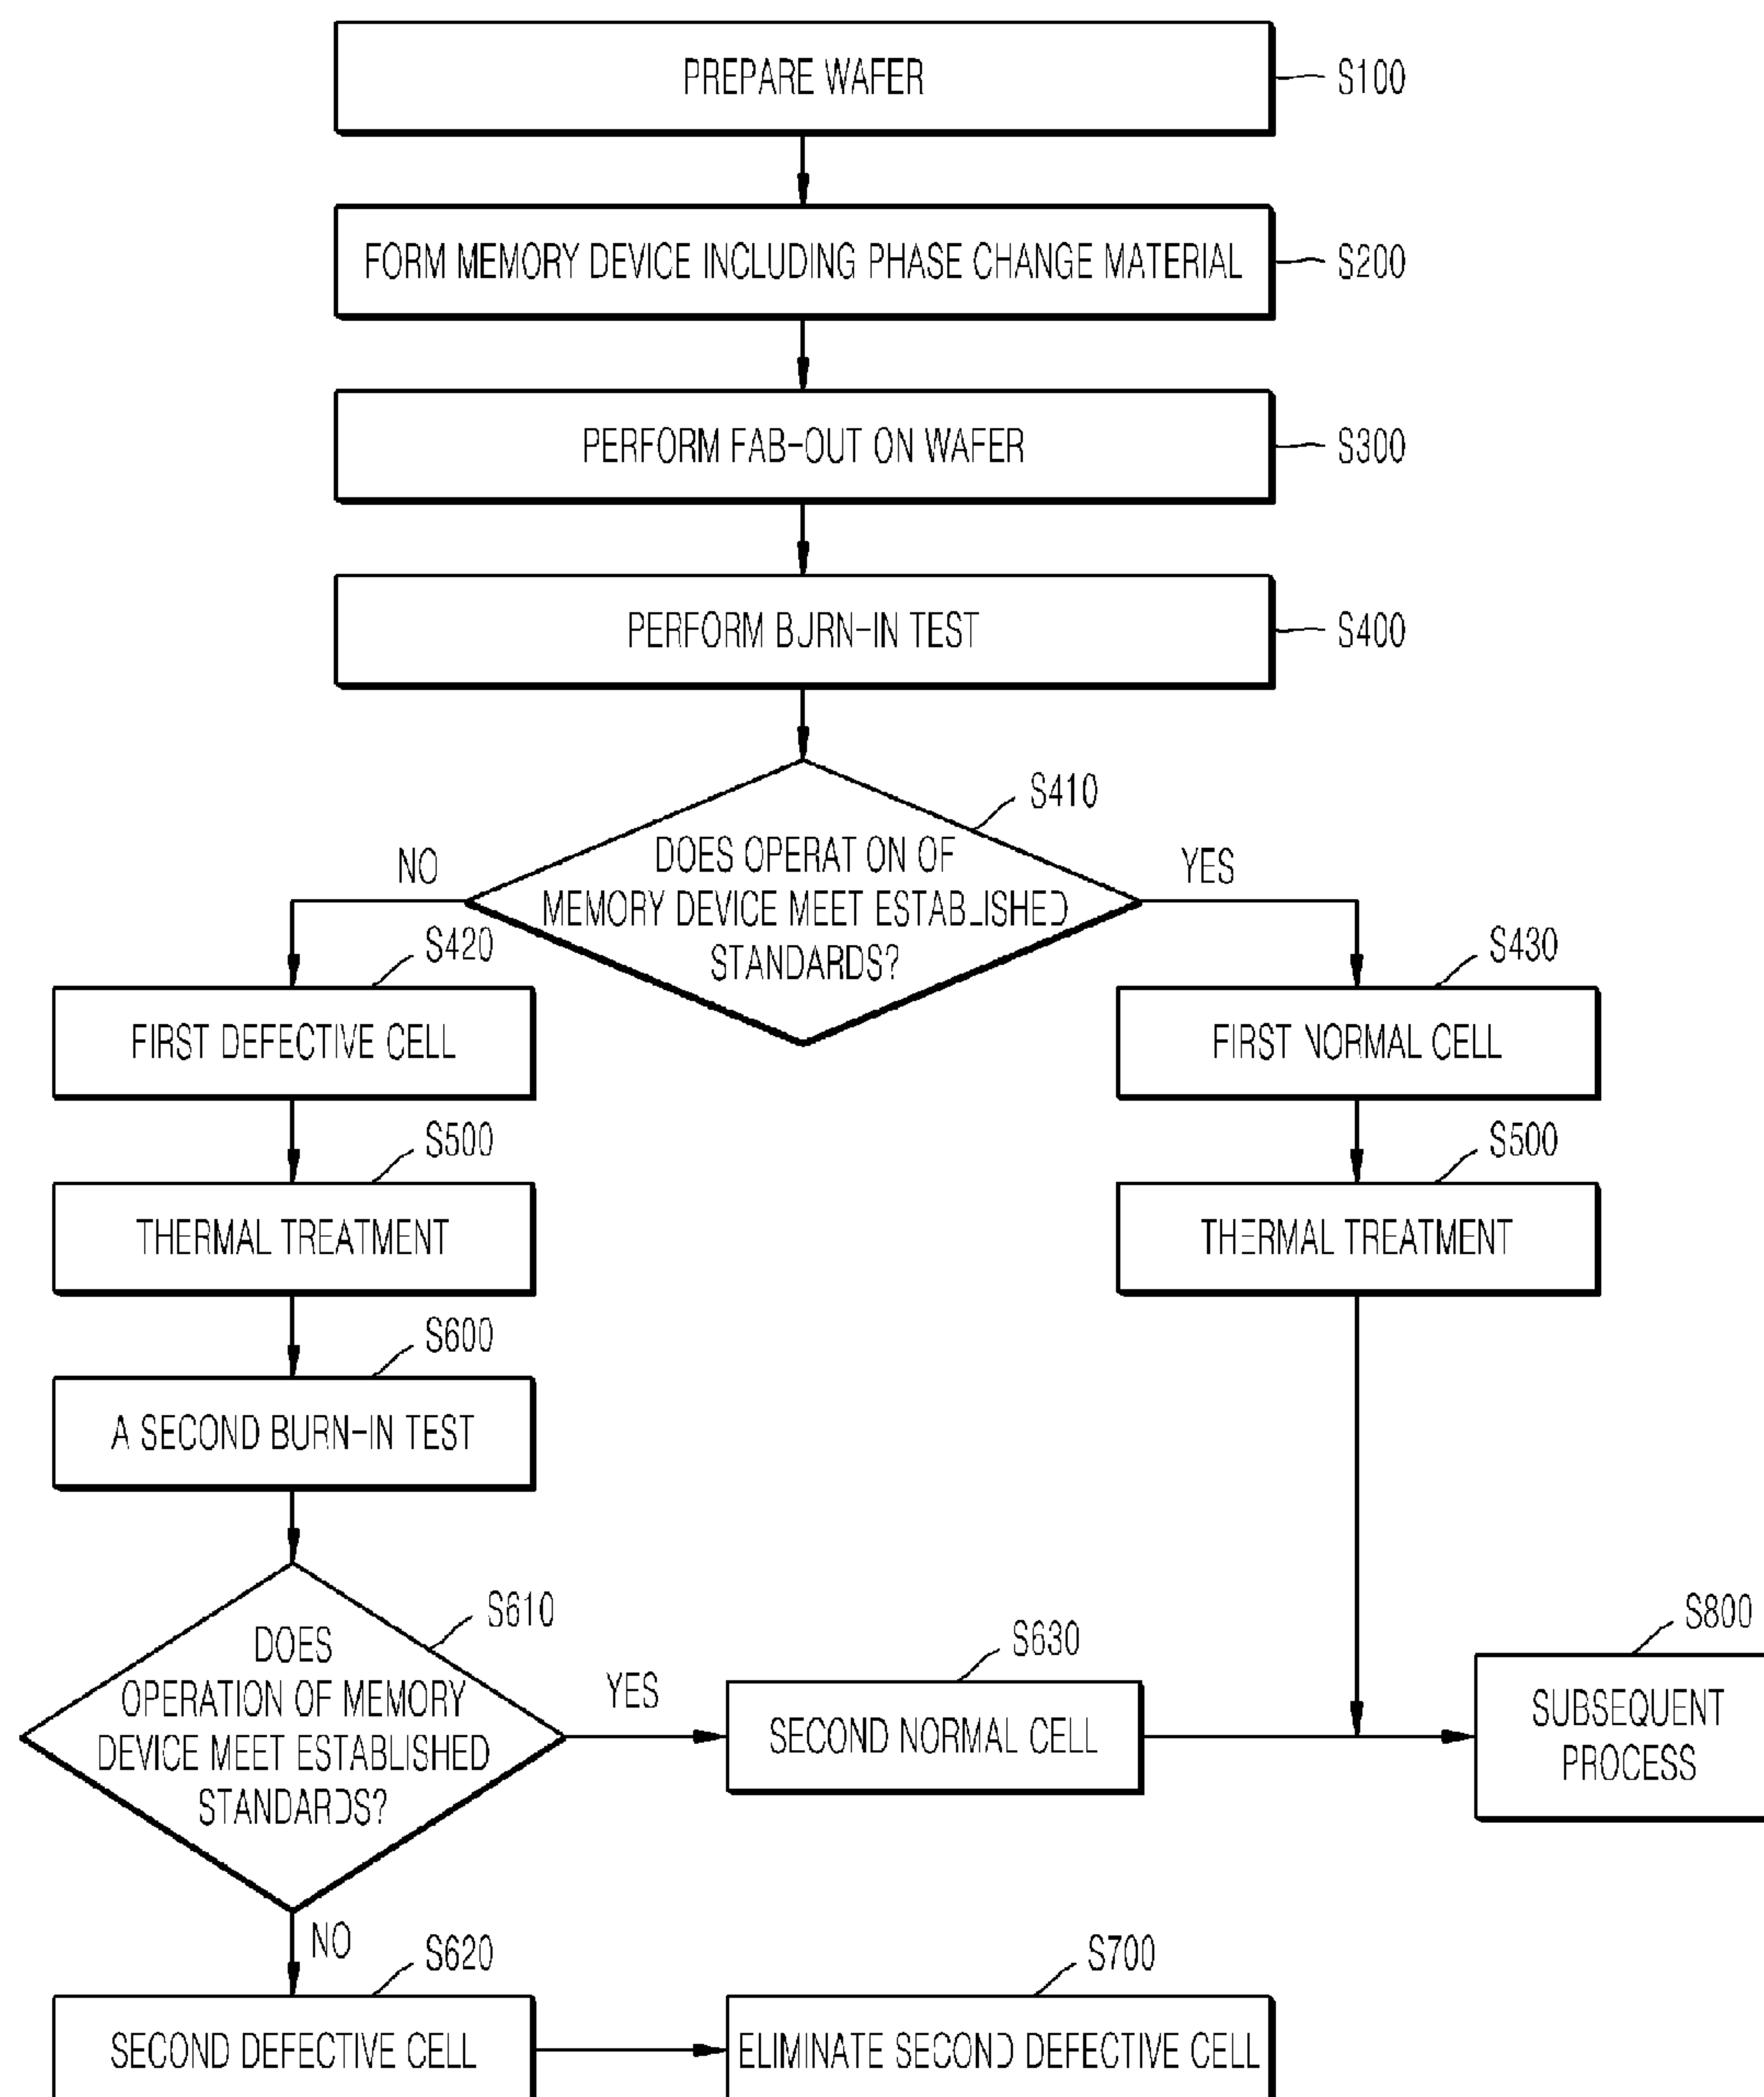 PREPARE WAFER
S100
FORM MEMORY DEVICE INCLUDING PHASE CHANGE MATERIAL
S200
PERFORM FAB-OUT ON WAFER
S300
PERFORM BURN-IN TEST
S400
S410
DOES OPERATION OF
MEMORY DEVICE MEET ESTABLISHED
STANDARDS?
NO
YES
S420
FIRST DEFECTIVE CELL
S430
FIRST NORMAL CELL
S500
THERMAL TREATMENT
S500
THERMAL TREATMENT
S600
A SECOND BURN-IN TEST
S610
DOES
OPERATION OF MEMORY
DEVICE MEET ESTABLISHED
STANDARDS?
YES
S630
SECOND NORMAL CELL
S800
SUBSEQUENT
PROCESS
NO
S620
SECOND DEFECTIVE CELL
S700
ELIMINATE SECOND DEFECTIVE CELL